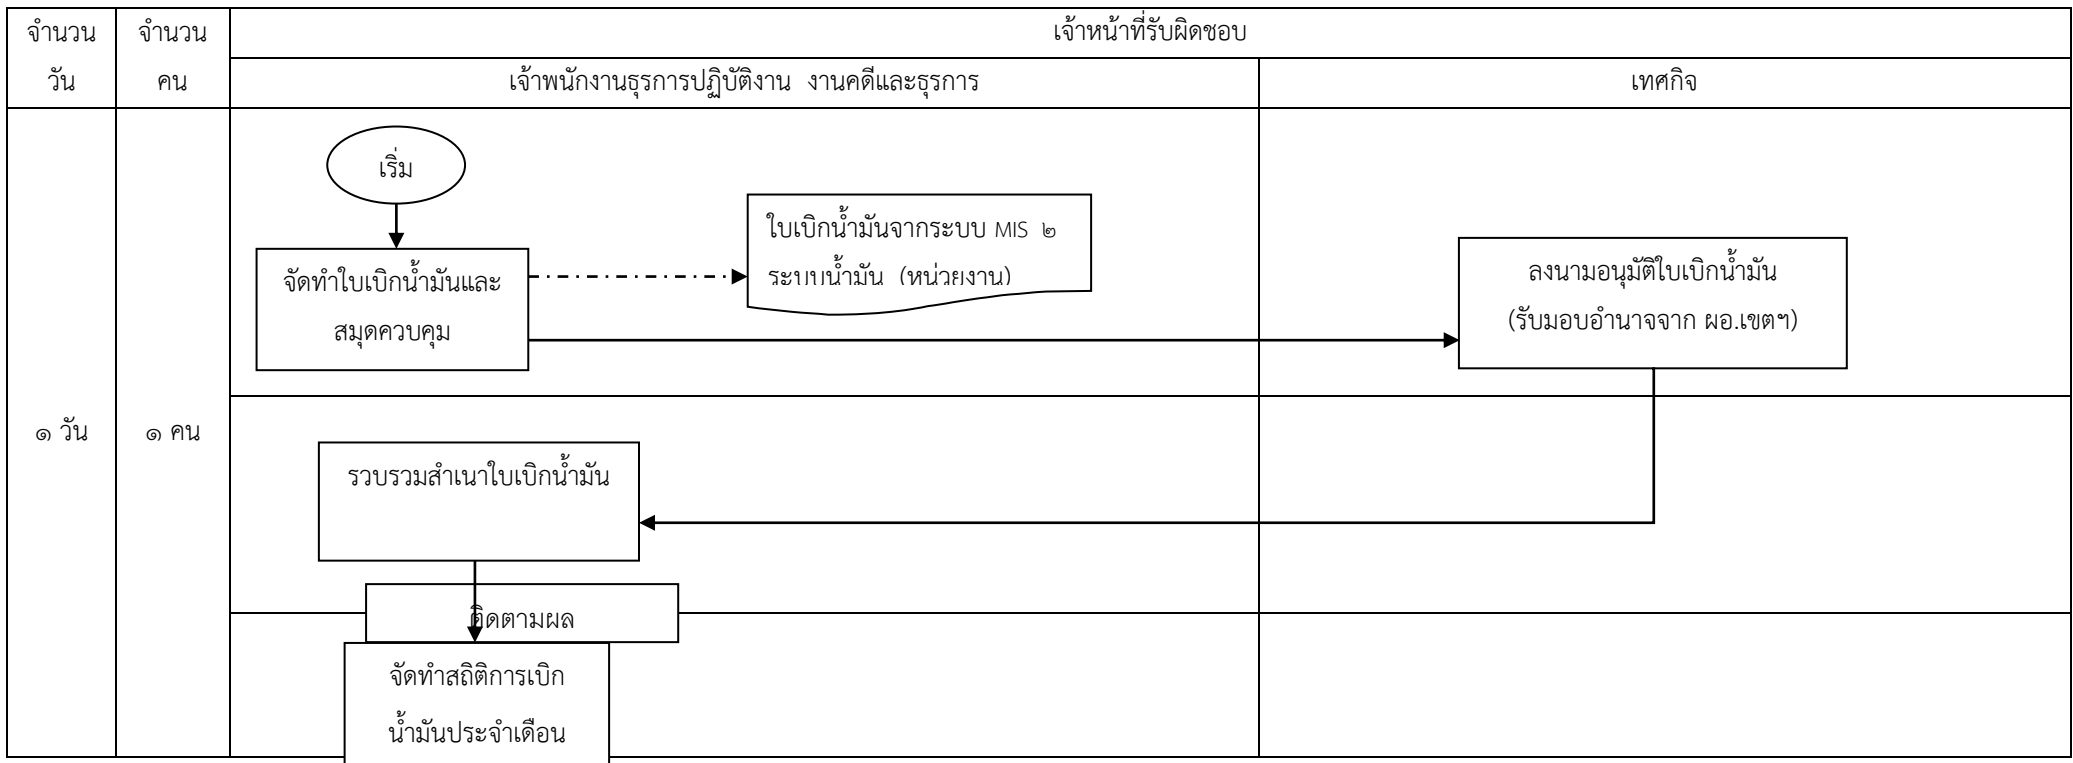 จำนวน
วัน
จำนวน
คน
เจ้าหน้าที่รับผิดชอบ
เจ้าพนักงานธุรการปฏิบัติงาน งานคดีและธุรการ
เทศกิจ
เริ่ม
ใบเบิกน้ำมันจากระบบ MIS ๒
ระบบน้ำมัน (หน่วยงาน)
จัดทำใบเบิกน้ำมันและ
สมุดควบคุม
ลงนามอนุมัติใบเบิกน้ำมัน
(รับมอบอำนาจจาก ผอ.เขตฯ)
๑ วัน
๑ คน
รวบรวมสำเนาใบเบิกน้ำมัน
ติดตามผล
จัดทำสถิติการเบิก
น้ำมันประจำเดือน